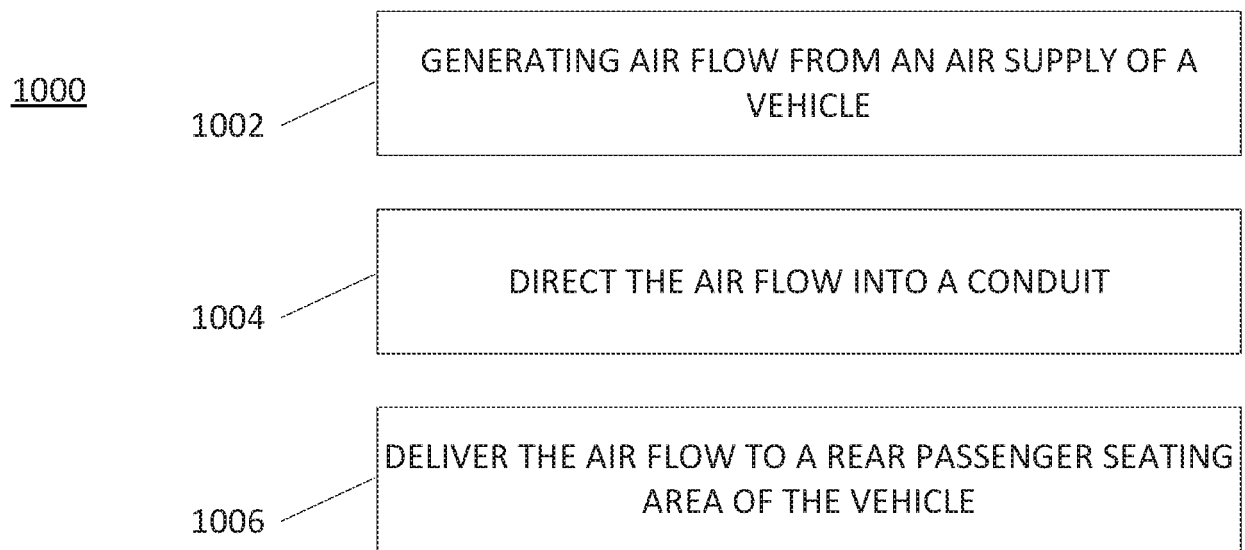 1000
1002
GENERATING AIR FLOW FROM AN AIR SUPPLY OF A
VEHICLE
1004
DIRECT THE AIR FLOW INTO A CONDUIT
1006
DELIVER THE AIR FLOW TO A REAR PASSENGER SEATING
AREA OF THE VEHICLE